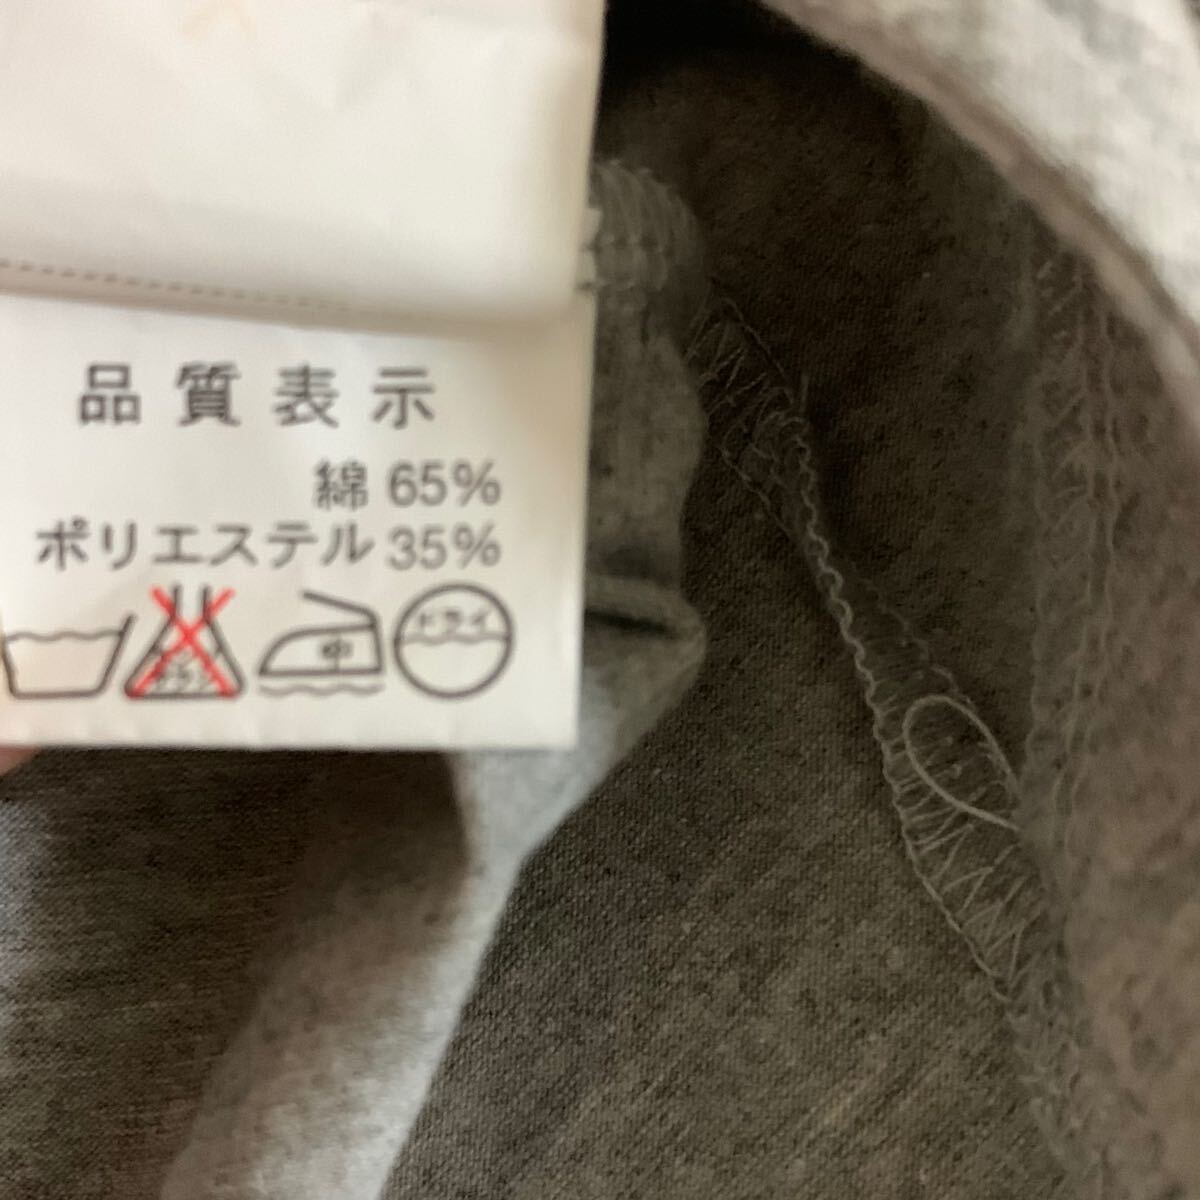 品質表示
綿 65%
ポリエステル 35%
中 ドライ